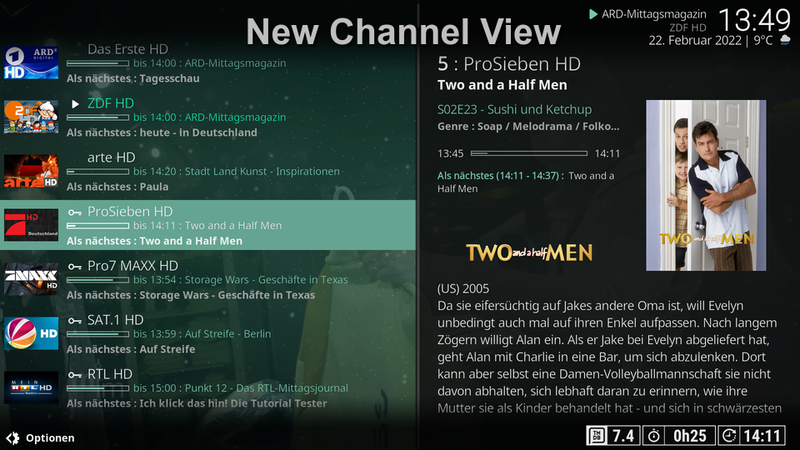 New Channel View
ARD-Mittagsmagazin
ZDF HD
13:49
22. Februar 2022 | 9°C
Das Erste HD
bis 14:00 : ARD-Mittagsmagazin
Als nächstes : Tagesschau
ZDF HD
bis 14:00 : ARD-Mittagsmagazin
Als nächstes : heute - in Deutschland
arte HD
bis 14:20 : Stadt Land Kunst - Inspirationen
Als nächstes : Paula
ProSieben HD
bis 14:11 : Two and a Half Men
Als nächstes : Two and a Half Men
Pro7 MAXX HD
bis 13:54 : Storage Wars - Geschäfte in Texas
Als nächstes : Storage Wars - Geschäfte in Texas
SAT.1 HD
bis 13:59 : Auf Streife - Berlin
Als nächstes : Auf Streife
RTL HD
bis 15:00 : Punkt 12 - Das RTL-Mittagsjournal
Als nächstes : Ich klick das hin! Die Tutorial Tester
Optionen
5 : ProSieben HD
Two and a Half Men
S02E23 - Sushi und Ketchup
Genre : Soap / Melodrama / Folko...
13:45 14:11
Als nächstes (14:11 - 14:37) : Two and a
Half Men
TWO and a half MEN
TWO and a half MEN
(US) 2005
Da sie eifersüchtig auf Jakes andere Oma ist, will Evelyn
unbedingt auch mal auf ihren Enkel aufpassen. Nach langem
Zögern willigt Alan ein. Als er Jake bei Evelyn abgeliefert hat,
geht Alan mit Charlie in eine Bar, um sich abzulenken. Dort
kann aber selbst eine Damen-Volleyballmannschaft sie nicht
davon abhalten, sich lebhaft daran zu erinnern, wie ihre
Mutter sie als Kinder behandelt hat - und sich in schwärzesten
7.4
0h25
14:11
ARD
DIGITAL
HD
ZDF
HD
arte HD
HD
Deutschland
MAXX
HD
HD
MEIN
RTL HD